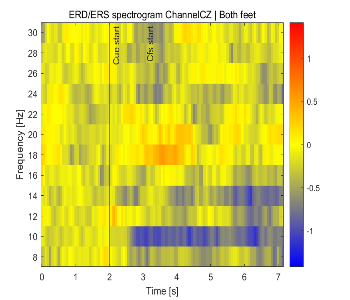 ERD/ERS spectrogram ChannelCZ | Both feet
Frequency [Hz]
30
28
26
24
22
20
18
16
14
12
10
8
Cue start
Cfs start
1
0.5
0
-0.5
-1
0 1 2 3 4 5 6 7
Time [s]